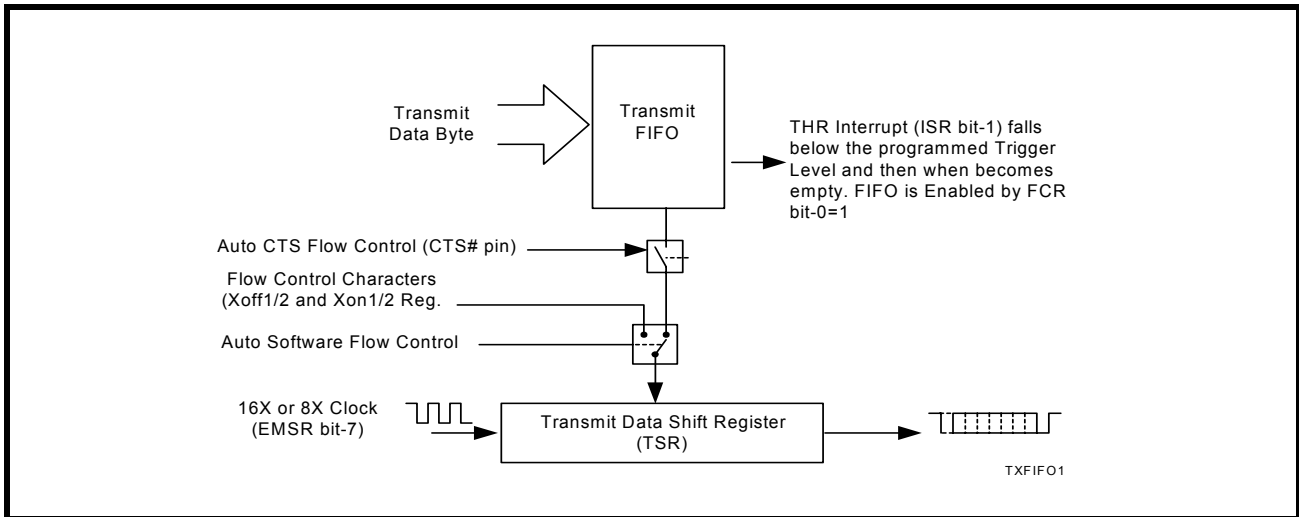 Transmit
Data Byte
Transmit
FIFO
THR Interrupt (ISR bit-1) falls
below the programmed Trigger
Level and then when becomes
empty. FIFO is Enabled by FCR
bit-0=1
Auto CTS Flow Control (CTS# pin)
Flow Control Characters
(Xoff1/2 and Xon1/2 Reg.
Auto Software Flow Control
16X or 8X Clock
(EMSR bit-7)
Transmit Data Shift Register
(TSR)
TXFIFO1